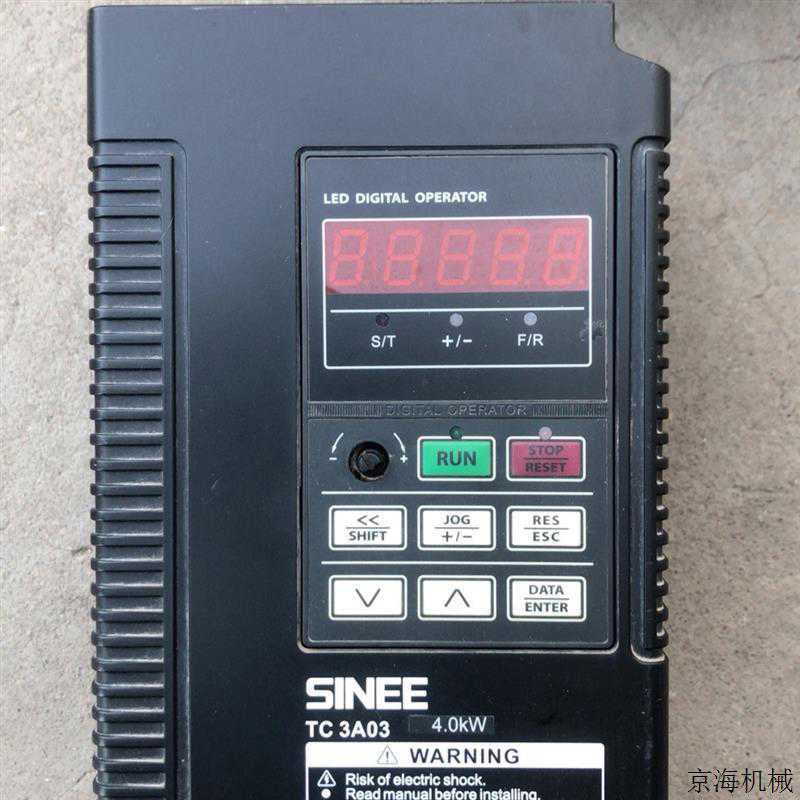 LED DIGITAL OPERATOR
88888
S/T +/- F/R
DIGITAL OPERATOR
- +
RUN STOP RESET
<< SHIFT JOG +/- RES ESC
∨ ∧ DATA ENTER
SINEE
TC 3A03 4.0kW
WARNING
Risk of electric shock.
Read manual before installing.
京海机械